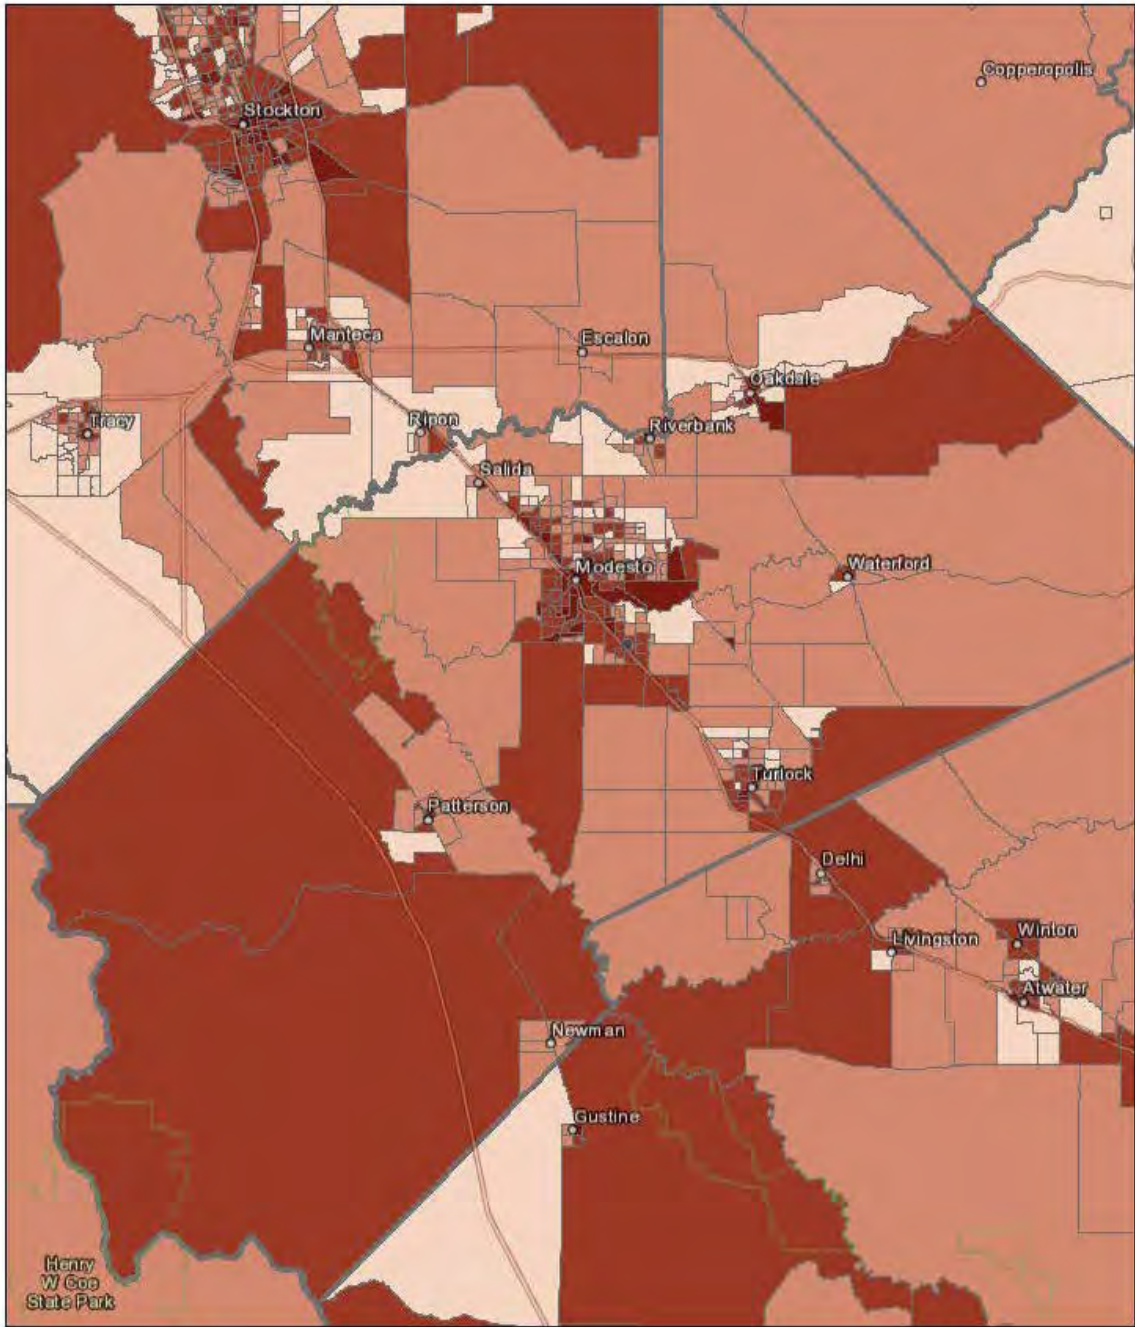 Copperopolis
Stockton
Manteca
Escalon
Oakdale
Tracy
Ripon
Riverbank
Salida
Modesto
Waterford
Turlock
Patterson
Delhi
Winton
Livingston
Atwater
Newman
Gustine
Henry
W Coe
State Park